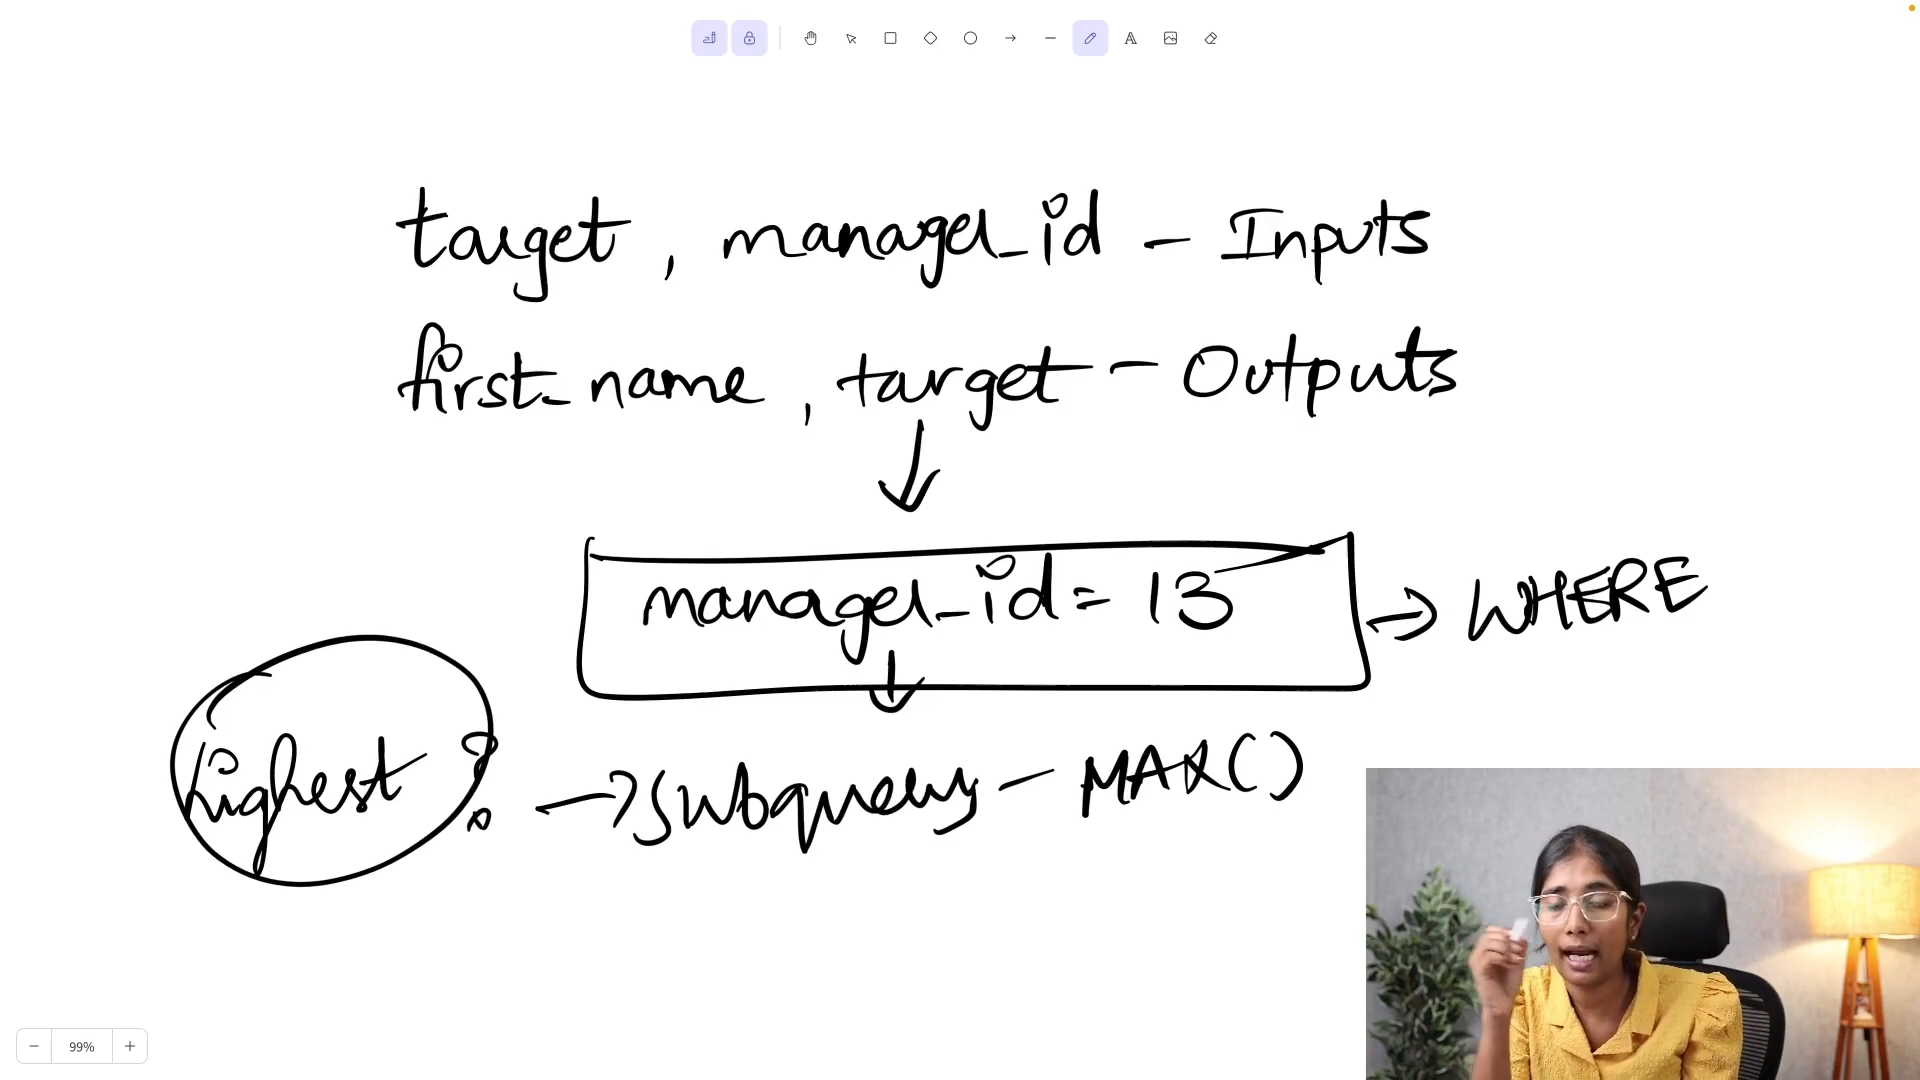 target, manager_id - Inputs
first_name, target - Outputs
manager_id = 13 → WHERE
highest ? → subquery - MAX()
99%